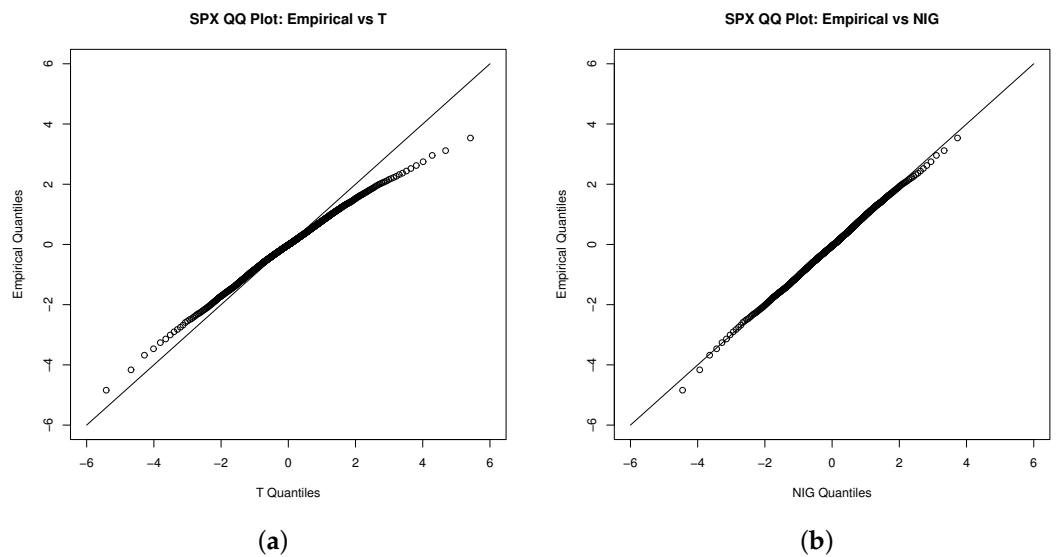 SPX QQ Plot: Empirical vs T
6
4
2
0
−2
−4
−6
Empirical Quantiles
−6 −4 −2 0 2 4 6
T Quantiles
(a)
SPX QQ Plot: Empirical vs NIG
6
4
2
0
−2
−4
−6
Empirical Quantiles
−6 −4 −2 0 2 4 6
NIG Quantiles
(b)